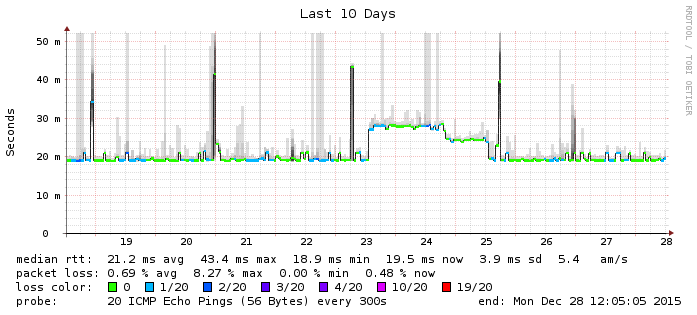 Last 10 Days
RRDTOOL / TOBI OETIKER
Seconds
50 m
40 m
30 m
20 m
10 m
0
19 20 21 22 23 24 25 26 27 28
median rtt: 21.2 ms avg 43.4 ms max 18.9 ms min 19.5 ms now 3.9 ms sd 5.4 am/s
packet loss: 0.69 % avg 8.27 % max 0.00 % min 0.48 % now
loss color: 0 1/20 2/20 3/20 4/20 10/20 19/20
probe: 20 ICMP Echo Pings (56 Bytes) every 300s end: Mon Dec 28 12:05:05 2015